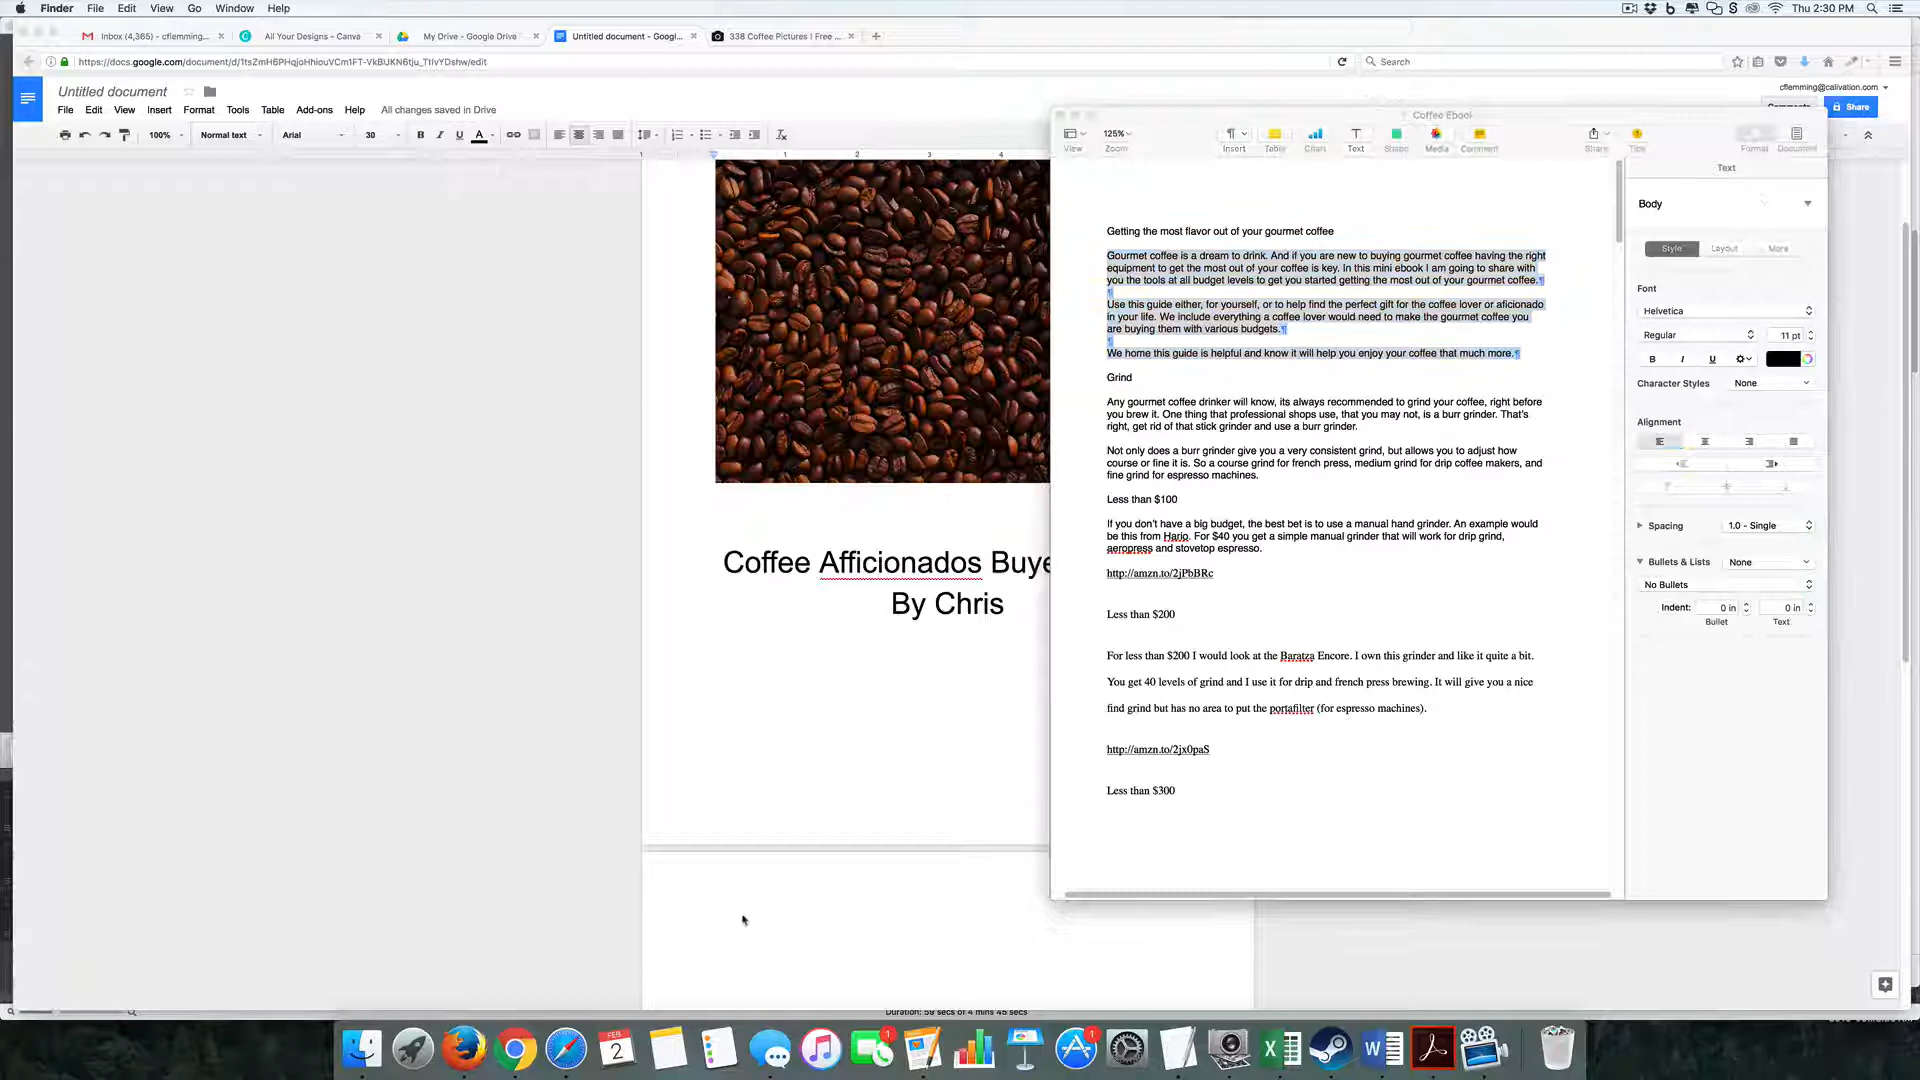 Finder File Edit View Go Window Help Thu 2:30 PM
Inbox (4,365) - cflemming... All Your Designs - Canva My Drive - Google Drive Untitled document - Googl... 338 Coffee Pictures | Free ...
https://docs.google.com/document/d/1tsZmH6PHqjoHhiouVCm1FT-VkBUKN6tju_TtIvYDshw/edit Search
Untitled document cflemming@calivation.com
File Edit View Insert Format Tools Table Add-ons Help All changes saved in Drive Comments Share
100% Normal text Arial 30 B I U A
1 2 3 4
Coffee Afficionados Buye
By Chris
Coffee Ebook
125%
View Zoom Insert Table Chart Text Shape Media Comment Share Tips Format Document
Getting the most flavor out of your gourmet coffee
Gourmet coffee is a dream to drink. And if you are new to buying gourmet coffee having the right
equipment to get the most out of your coffee is key. In this mini ebook I am going to share with
you the tools at all budget levels to get you started getting the most out of your gourmet coffee.¶
¶
Use this guide either, for yourself, or to help find the perfect gift for the coffee lover or aficionado
in your life. We include everything a coffee lover would need to make the gourmet coffee you
are buying them with various budgets.¶
¶
We home this guide is helpful and know it will help you enjoy your coffee that much more.¶
Grind
Any gourmet coffee drinker will know, its always recommended to grind your coffee, right before
you brew it. One thing that professional shops use, that you may not, is a burr grinder. That's
right, get rid of that stick grinder and use a burr grinder.
Not only does a burr grinder give you a very consistent grind, but allows you to adjust how
course or fine it is. So a course grind for french press, medium grind for drip coffee makers, and
fine grind for espresso machines.
Less than $100
If you don't have a big budget, the best bet is to use a manual hand grinder. An example would
be this from Hario. For $40 you get a simple manual grinder that will work for drip grind,
aeropress and stovetop espresso.
http://amzn.to/2jPbBRc
Less than $200
For less than $200 I would look at the Baratza Encore. I own this grinder and like it quite a bit.
You get 40 levels of grind and I use it for drip and french press brewing. It will give you a nice
find grind but has no area to put the portafilter (for espresso machines).
http://amzn.to/2jx0paS
Less than $300
Text
Body
Style Layout More
Font
Helvetica
Regular 11 pt
B I U
Character Styles None
Alignment
Spacing 1.0 - Single
Bullets & Lists None
No Bullets
Indent: 0 in 0 in
Bullet Text
Duration: 59 secs of 4 mins 45 secs
FEB
2
1
1